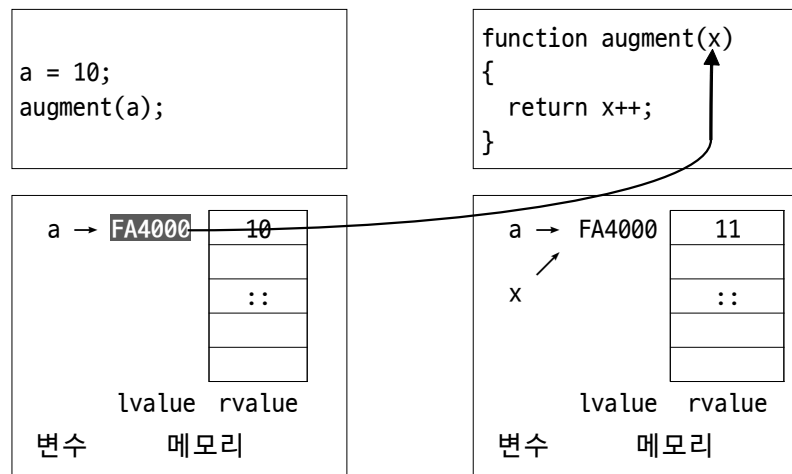 a = 10;
augment(a);
function augment(x)
{
return x++;
}
a → FA4000 10
::
lvalue rvalue
변수 메모리
a → FA4000 11
x
::
lvalue rvalue
변수 메모리